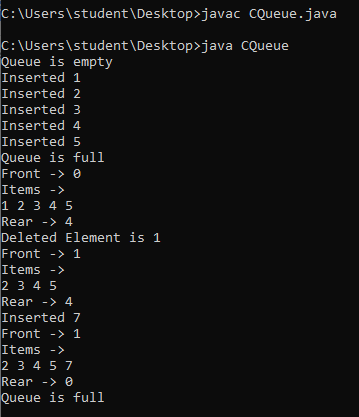 C:\Users\student\Desktop>javac CQueue.java
C:\Users\student\Desktop>java CQueue
Queue is empty
Inserted 1
Inserted 2
Inserted 3
Inserted 4
Inserted 5
Queue is full
Front -> 0
Items ->
1 2 3 4 5
Rear -> 4
Deleted Element is 1
Front -> 1
Items ->
2 3 4 5
Rear -> 4
Inserted 7
Front -> 1
Items ->
2 3 4 5 7
Rear -> 0
Queue is full